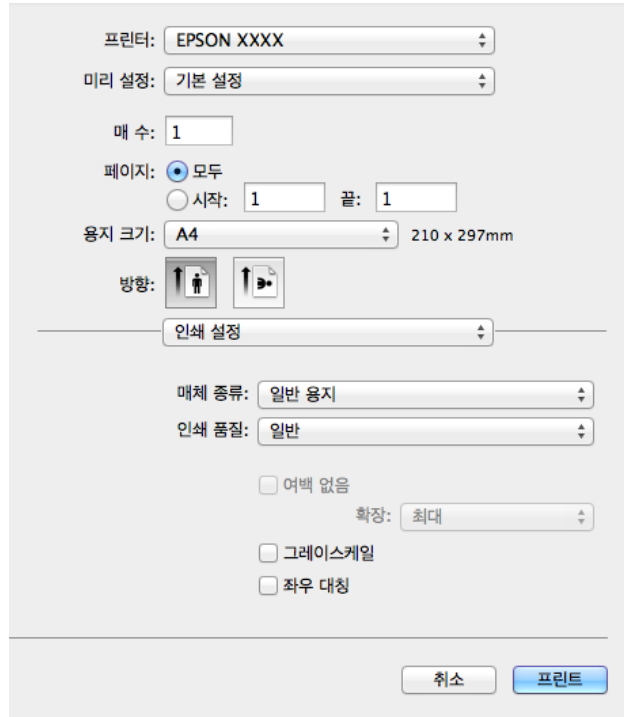 프린터: EPSON XXXX
미리 설정: 기본 설정
매 수: 1
페이지: 모두
시작: 1 끝: 1
용지 크기: A4 210 x 297mm
방향:
인쇄 설정
매체 종류: 일반 용지
인쇄 품질: 일반
여백 없음
확장: 최대
그레이스케일
좌우 대칭
취소 프린트